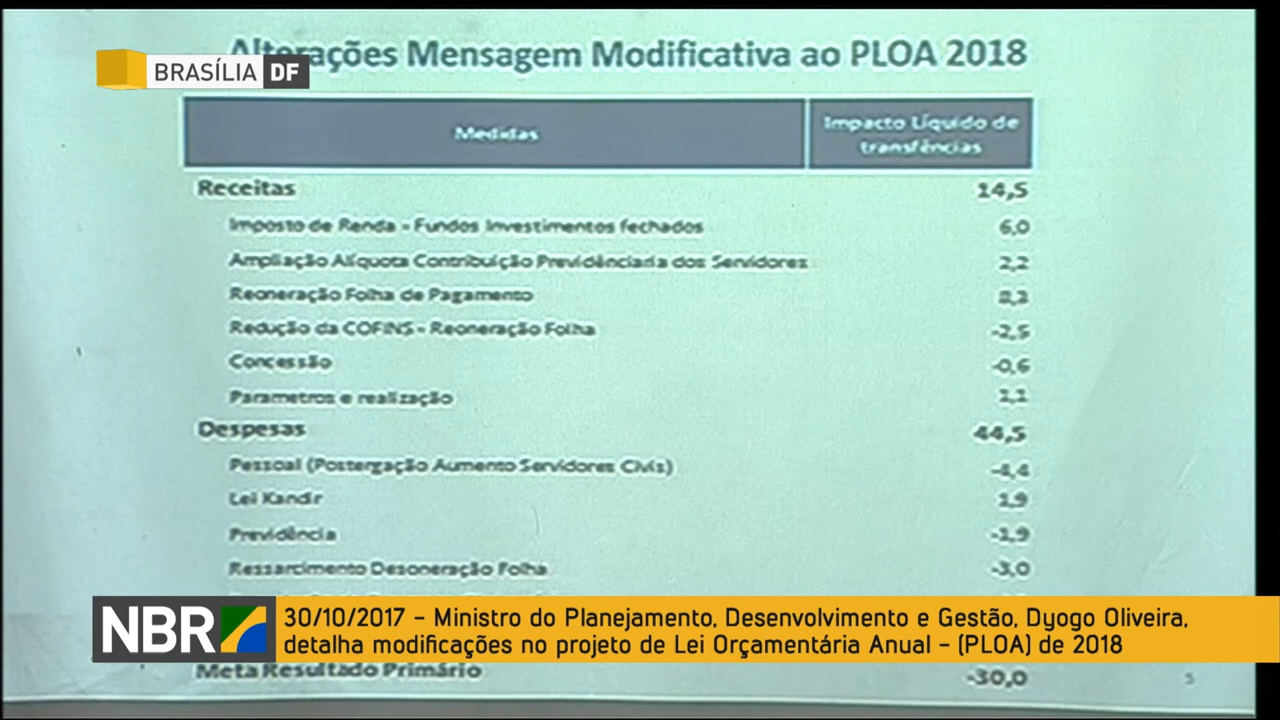 BRASÍLIA DF
Alterações Mensagem Modificativa ao PLOA 2018
Medidas
Impacto Líquido de
transfências
Receitas 14,5
Imposto de Renda - Fundos Investimentos fechados 6,0
Ampliação Alíquota Contribuição Previdênciaria dos Servidores 2,2
Reoneração Folha de Pagamento
Redução da COFINS - Reoneração Folha -2,5
Concessão -0,6
Parametros e realização 1,1
Despesas 44,5
Pessoal (Postergação Aumento Servidores Civis) -4,4
Lei Kandir 1,9
Previdência -1,9
Ressarcimento Desoneração Folha -3,0
NBR
30/10/2017 - Ministro do Planejamento, Desenvolvimento e Gestão, Dyogo Oliveira,
detalha modificações no projeto de Lei Orçamentária Anual - (PLOA) de 2018
Meta Resultado Primário -30,0
5